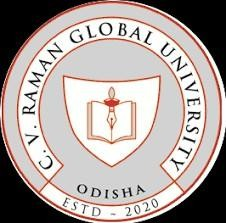 C. V. RAMAN GLOBAL UNIVERSITY
ODISHA
ESTD - 2020